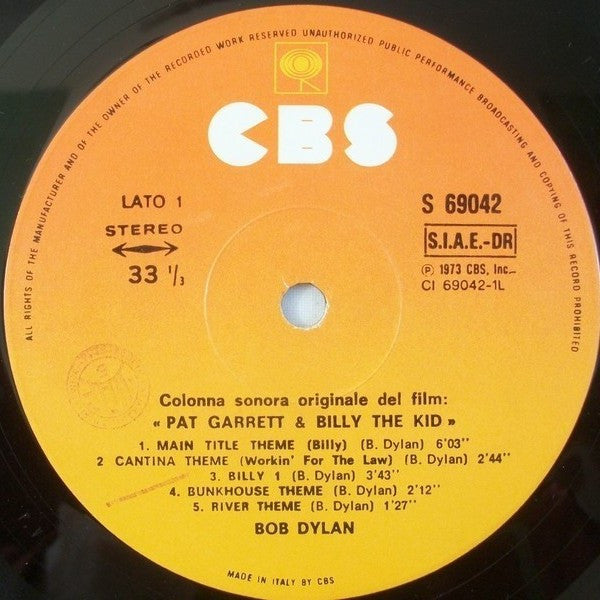 ALL RIGHTS OF THE MANUFACTURER AND OF THE OWNER OF THE RECORDED WORK RESERVED UNAUTHORIZED PUBLIC PERFORMANCE BROADCASTING AND COPYING OF THIS RECORD PROHIBITED
CBS
LATO 1
STEREO
33 1/3
S 69042
S.I.A.E.-DR
℗ 1973 CBS, Inc.
CI 69042-1L
Colonna sonora originale del film:
« PAT GARRETT & BILLY THE KID »
1. MAIN TITLE THEME (Billy) (B. Dylan) 6'03''
2 CANTINA THEME (Workin' For The Law) (B. Dylan) 2'44''
3. BILLY 1 (B. Dylan) 3'43''
4. BUNKHOUSE THEME (B. Dylan) 2'12''
5. RIVER THEME (B. Dylan) 1'27''
BOB DYLAN
MADE IN ITALY BY CBS